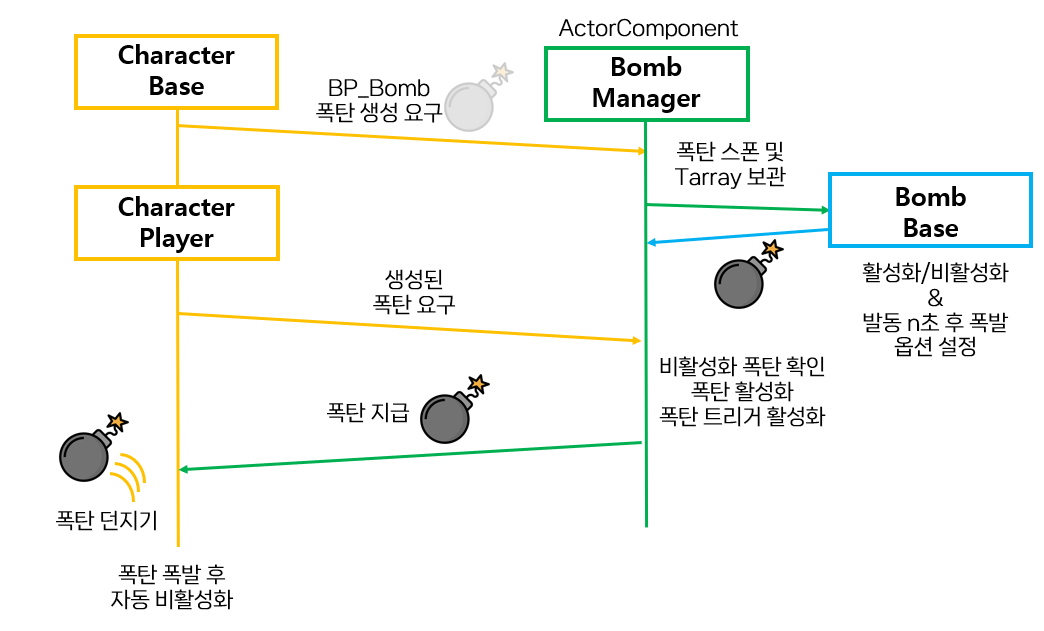 ActorComponent
Character
Base
Bomb
Manager
BP_Bomb
폭탄 생성 요구
폭탄 스폰 및
Tarray 보관
Character
Player
Bomb
Base
생성된
폭탄 요구
활성화/비활성화
&
발동 n초 후 폭발
옵션 설정
비활성화 폭탄 확인
폭탄 활성화
폭탄 트리거 활성화
폭탄 지급
폭탄 던지기
폭탄 폭발 후
자동 비활성화